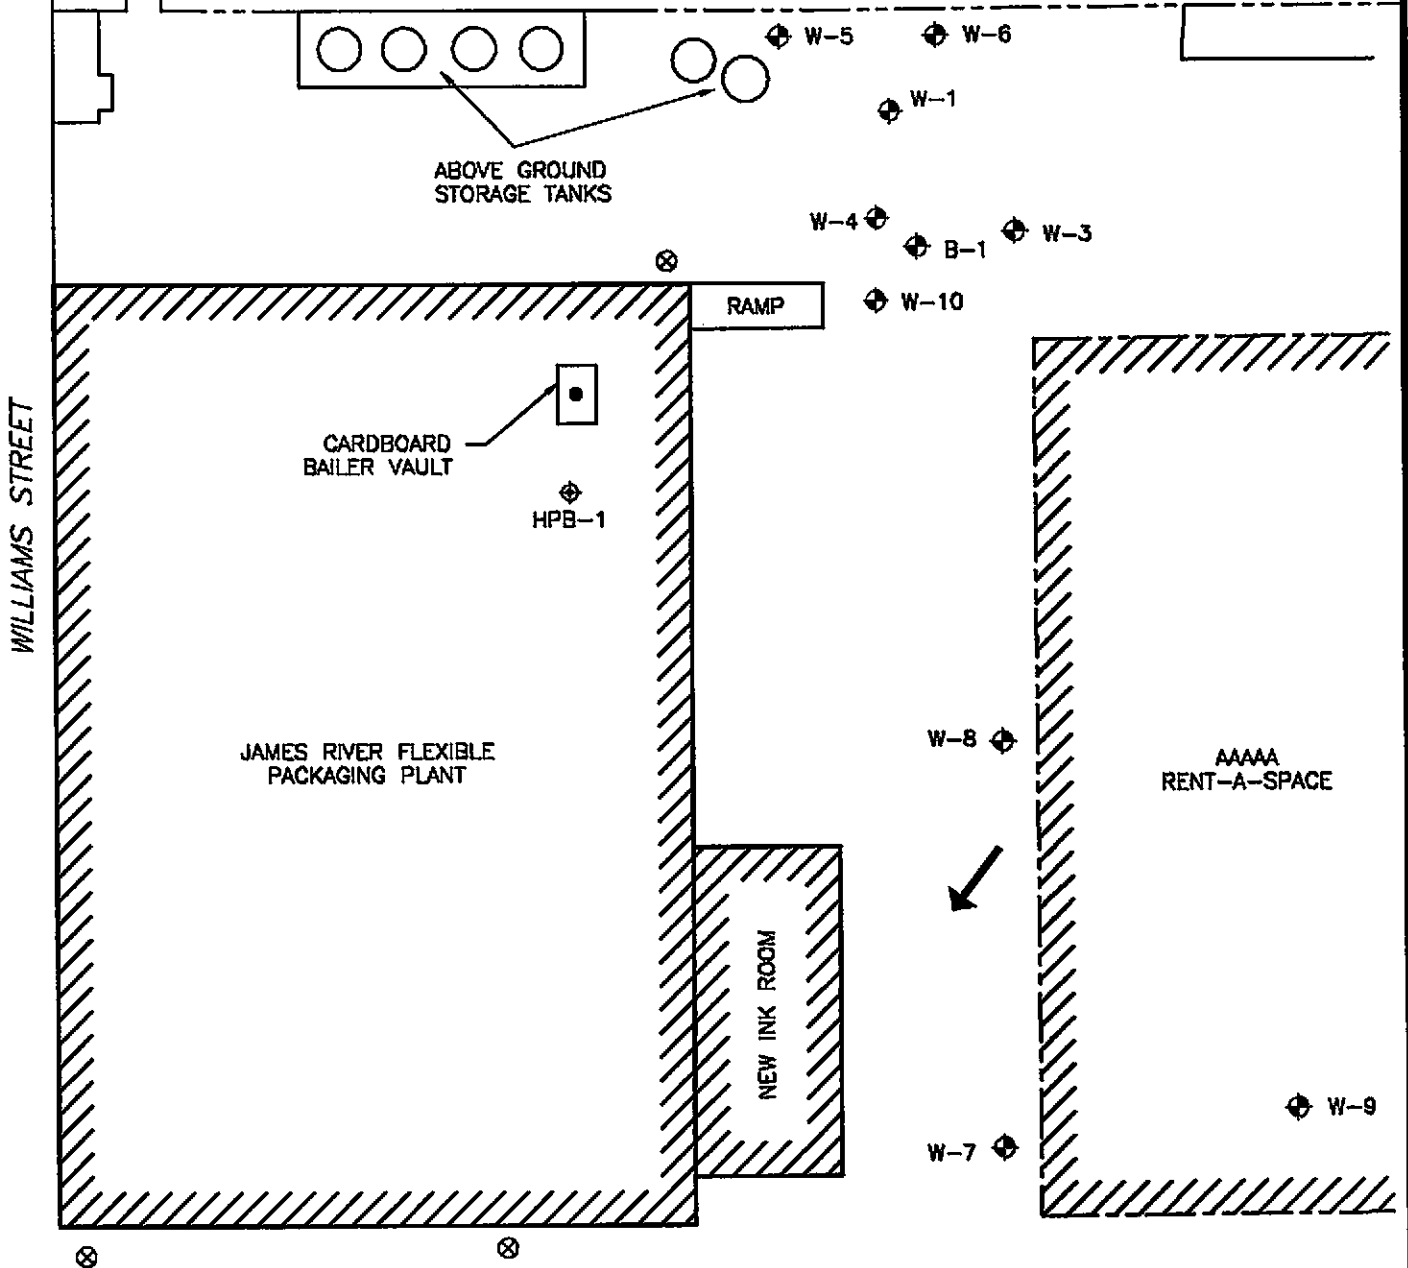 W-5
W-6
W-1
ABOVE GROUND
STORAGE TANKS
W-4
W-3
B-1
RAMP
W-10
CARDBOARD
BAILER VAULT
HPB-1
WILLIAMS STREET
W-8
JAMES RIVER FLEXIBLE
PACKAGING PLANT
AAAAA
RENT-A-SPACE
NEW INK ROOM
W-9
W-7